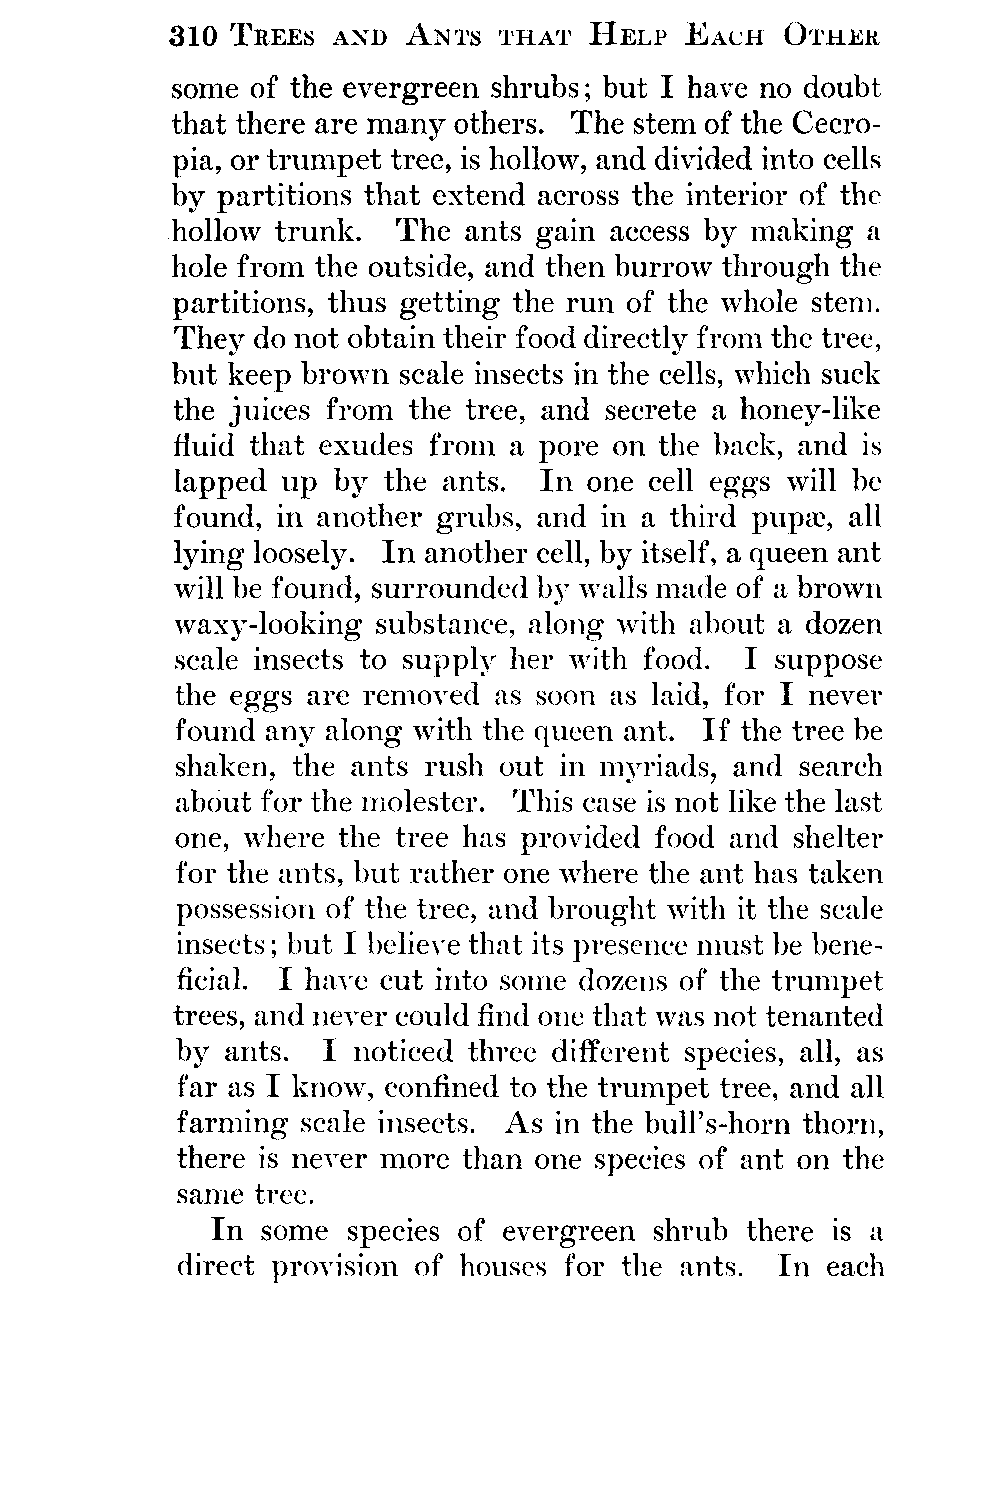 310 Trees and Ants that Help Each Other
some of the evergreen shrubs; but I have no doubt
that there are many others. The stem of the Cecro-
pia, or trumpet tree, is hollow, and divided into cells
by partitions that extend across the interior of the
hollow trunk. The ants gain access by making a
hole from the outside, and then burrow through the
partitions, thus getting the run of the whole stem.
They do not obtain their food directly from the tree,
but keep brown scale insects in the cells, which suck
the juices from the tree, and secrete a honey-like
fluid that exudes from a pore on the back, and is
lapped up by the ants. In one cell eggs will be
found, in another grubs, and in a third pupæ, all
lying loosely. In another cell, by itself, a queen ant
will be found, surrounded by walls made of a brown
waxy-looking substance, along with about a dozen
scale insects to supply her with food. I suppose
the eggs are removed as soon as laid, for I never
found any along with the queen ant. If the tree be
shaken, the ants rush out in myriads, and search
about for the molester. This case is not like the last
one, where the tree has provided food and shelter
for the ants, but rather one where the ant has taken
possession of the tree, and brought with it the scale
insects; but I believe that its presence must be bene-
ficial. I have cut into some dozens of the trumpet
trees, and never could find one that was not tenanted
by ants. I noticed three different species, all, as
far as I know, confined to the trumpet tree, and all
farming scale insects. As in the bull's-horn thorn,
there is never more than one species of ant on the
same tree.
In some species of evergreen shrub there is a
direct provision of houses for the ants. In each